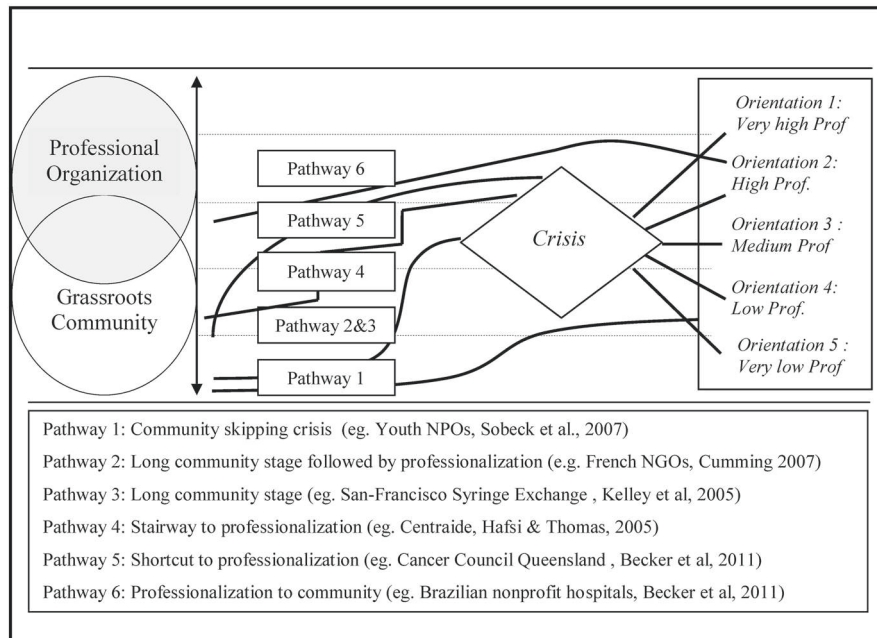 Professional
Organization
Grassroots
Community
Pathway 6
Pathway 5
Pathway 4
Pathway 2&3
Pathway 1
Crisis
Orientation 1:
Very high Prof
Orientation 2:
High Prof.
Orientation 3 :
Medium Prof
Orientation 4:
Low Prof.
Orientation 5 :
Very low Prof
Pathway 1: Community skipping crisis (eg. Youth NPOs, Sobeck et al., 2007)
Pathway 2: Long community stage followed by professionalization (e.g. French NGOs, Cumming 2007)
Pathway 3: Long community stage (eg. San-Francisco Syringe Exchange , Kelley et al, 2005)
Pathway 4: Stairway to professionalization (eg. Centraide, Hafsi & Thomas, 2005)
Pathway 5: Shortcut to professionalization (eg. Cancer Council Queensland , Becker et al, 2011)
Pathway 6: Professionalization to community (eg. Brazilian nonprofit hospitals, Becker et al, 2011)